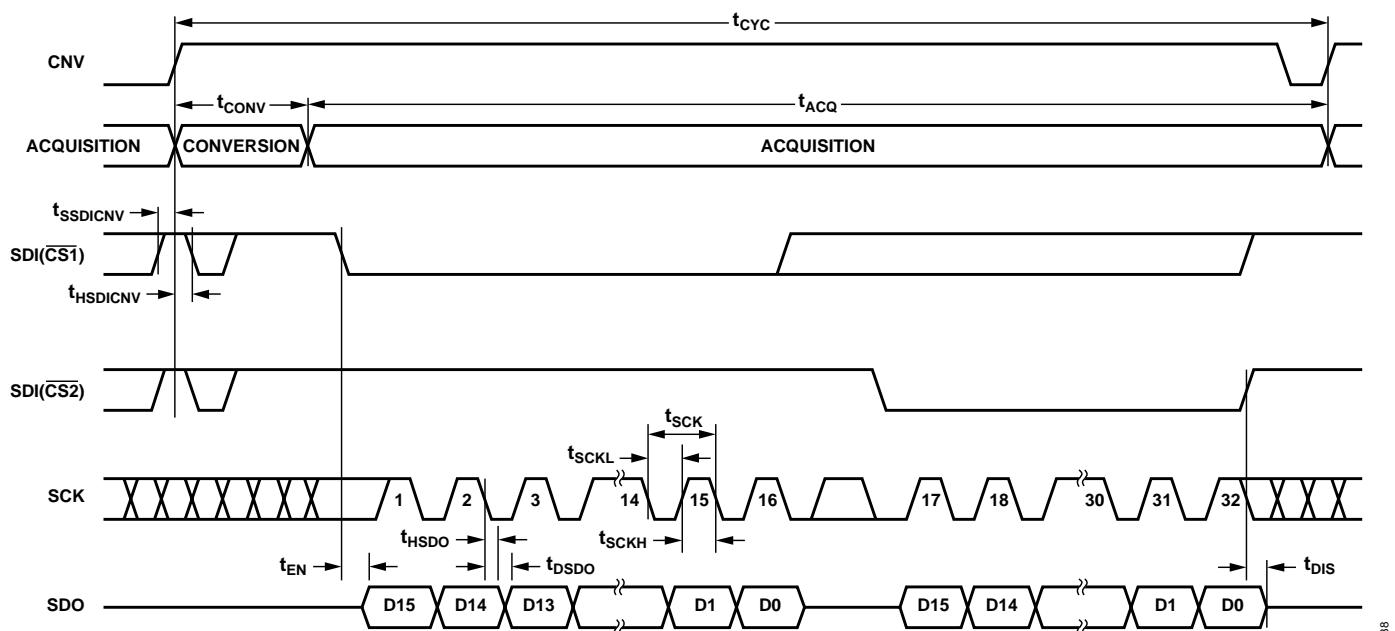 tCYC
CNV
tCONV
tACQ
ACQUISITION
CONVERSION
ACQUISITION
tSSDICNV
SDI(CS1)
tHSDICNV
SDI(CS2)
tSCK
tSCKL
SCK
1 2 3 14 15 16 17 18 30 31 32
tHSDO
tSCKH
tEN
tDSDO
tDIS
SDO
D15 D14 D13 D1 D0 D15 D14 D1 D0